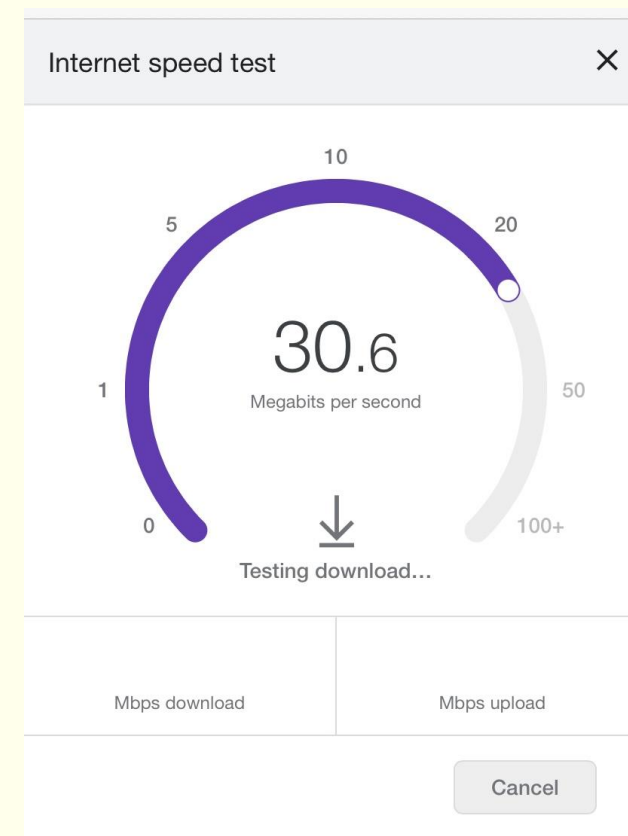 Internet speed test
10
5
20
30.6
Megabits per second
1
50
0
100+
Testing download...
Mbps download
Mbps upload
Cancel